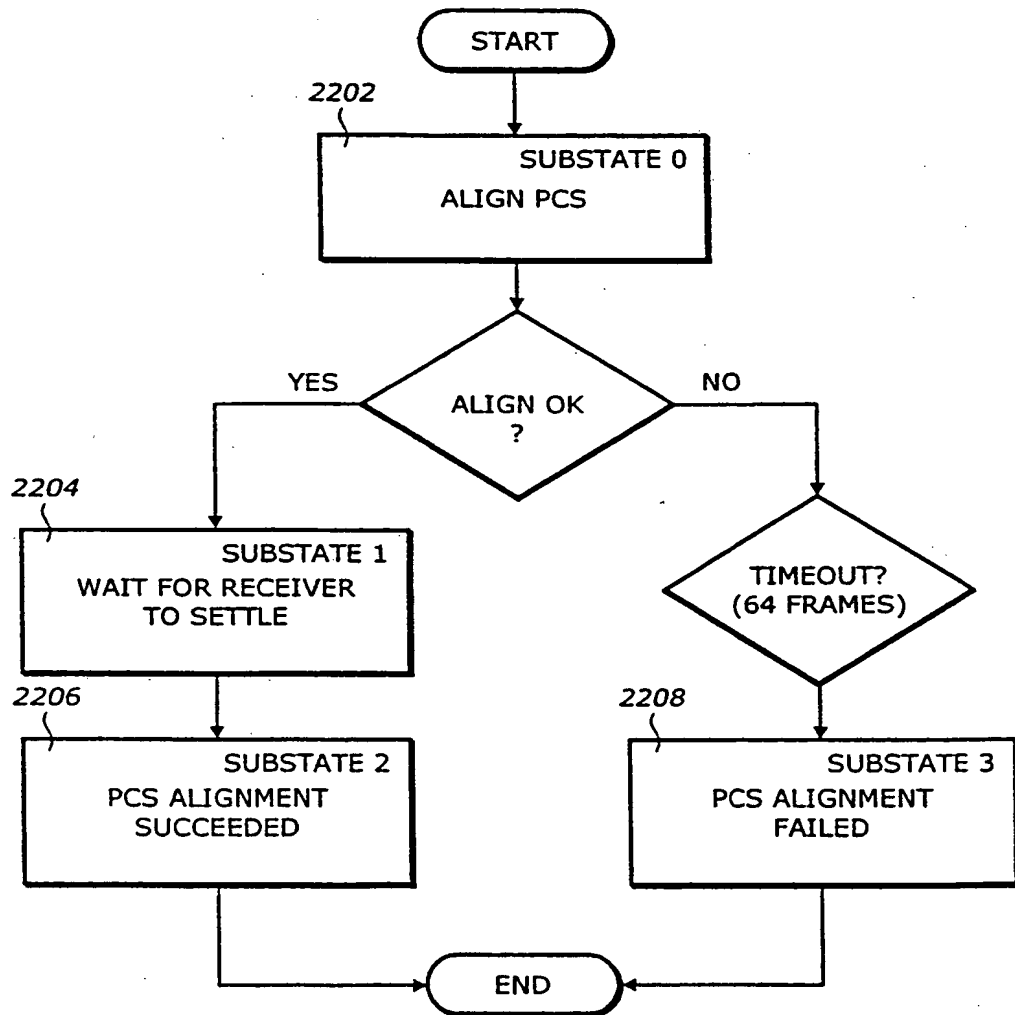 START
2202
SUBSTATE 0
ALIGN PCS
YES
ALIGN OK
?
NO
2204
SUBSTATE 1
WAIT FOR RECEIVER
TO SETTLE
TIMEOUT?
(64 FRAMES)
2206
SUBSTATE 2
PCS ALIGNMENT
SUCCEEDED
2208
SUBSTATE 3
PCS ALIGNMENT
FAILED
END